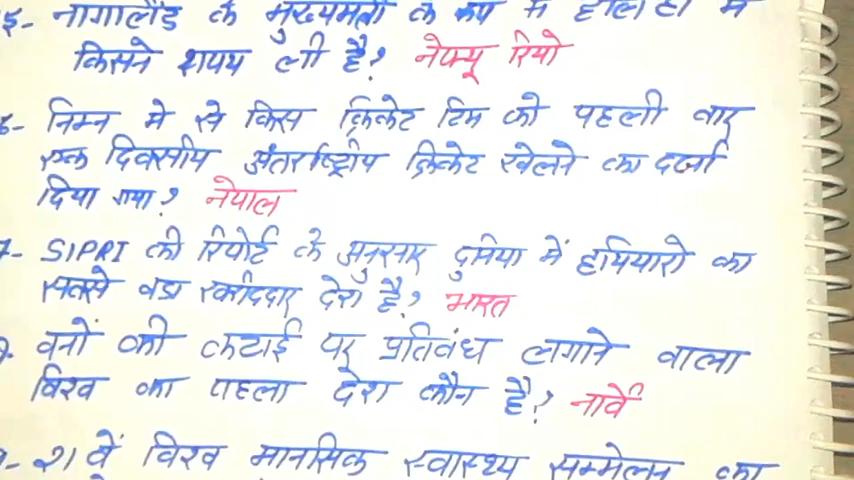 5- नागालैंड के मुख्यमंत्री के रूप में हाल ही में
किसने शपथ ली है? नेफ्यू रियो
6- निम्न मे से किस क्रिकेट टिम को पहली बार
एक दिवसीय अंतर्राष्ट्रीय क्रिकेट खेलने का दर्जा
दिया गया? नेपाल
7- SIPRI की रिपोर्ट के अनुसार दुनिया में हथियारो का
सबसे बडा खरीददार देश है? भारत
वनों की कटाई पर प्रतिबंध लगाने वाला
विश्व का पहला देश कौन है? नार्वे
21 वें विश्व मानसिक स्वास्थ्य सम्मेलन का